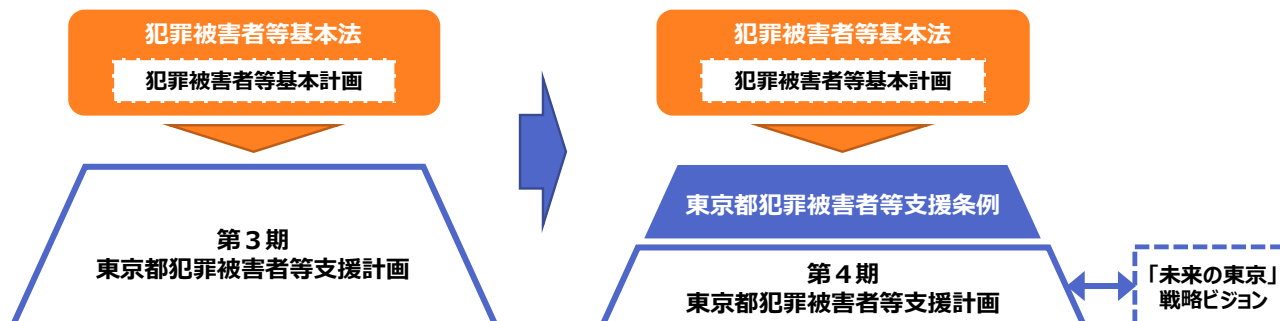 犯罪被害者等基本法
犯罪被害者等基本計画
第３期
東京都犯罪被害者等支援計画
犯罪被害者等基本法
犯罪被害者等基本計画
東京都犯罪被害者等支援条例
第４期
東京都犯罪被害者等支援計画
「未来の東京」
戦略ビジョン